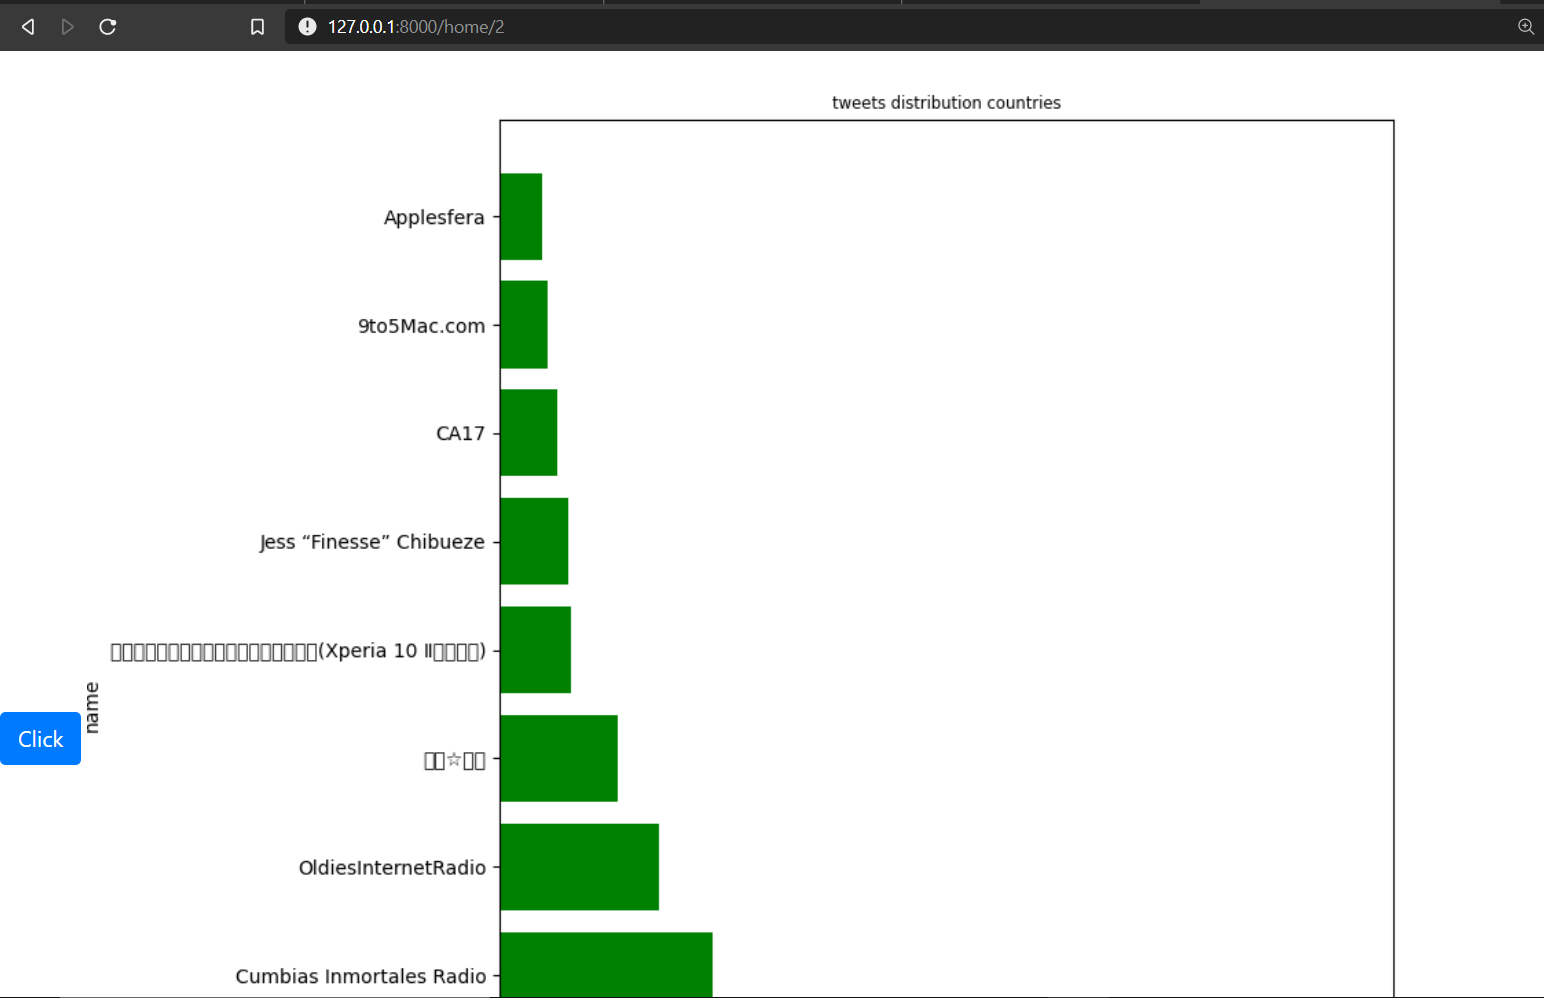 127.0.0.1:8000/home/2
tweets distribution countries
Applesfera
9to5Mac.com
CA17
Jess “Finesse” Chibueze
(Xperia 10 Ⅱ)
☆
OldiesInternetRadio
Cumbias Inmortales Radio
name
Click